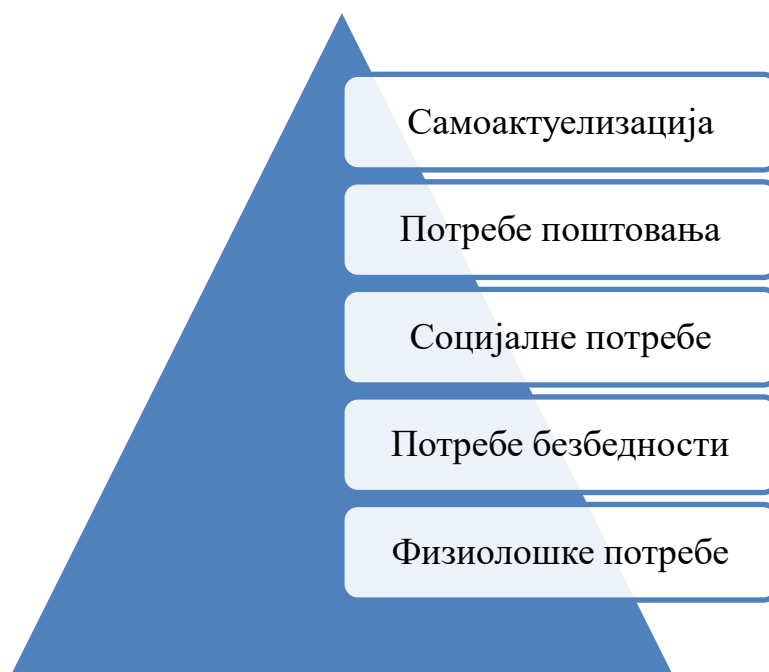 Самоактуелизација
Потребе поштовања
Социјалне потребе
Потребе безбедности
Физиолошке потребе